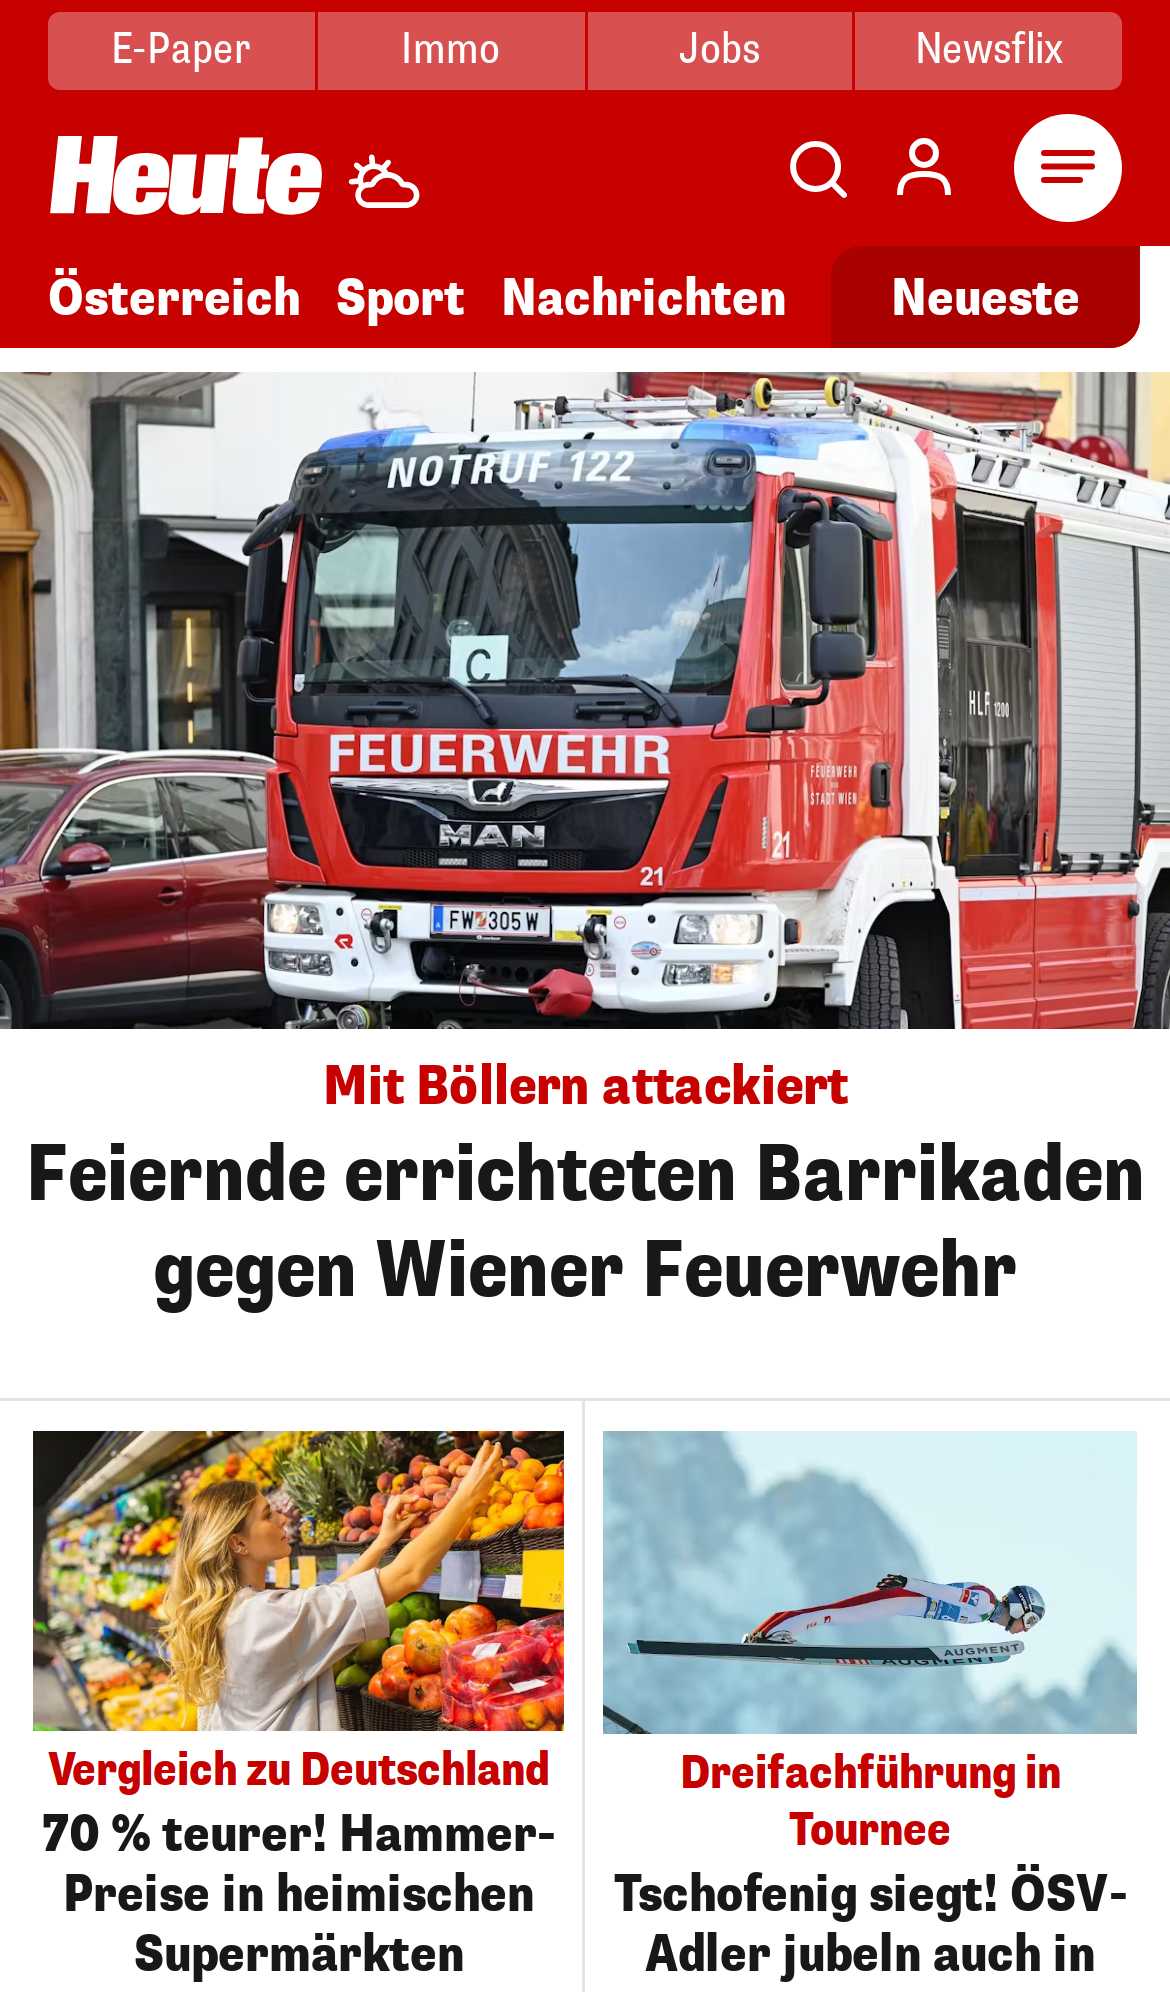 E-Paper
Immo
Jobs
Newsflix
Heute
Österreich
Sport
Nachrichten
Neueste
NOTRUF 122
C
HLF 1200
FEUERWEHR
FEUERWEHR
STADT WIEN
MAN
21
21
FW 305 W
Mit Böllern attackiert
Feiernde errichteten Barrikaden
gegen Wiener Feuerwehr
AUGMENT
AUGMENT
Vergleich zu Deutschland
70 % teurer! Hammer-
Preise in heimischen
Supermärkten
Dreifachführung in
Tournee
Tschofenig siegt! ÖSV-
Adler jubeln auch in